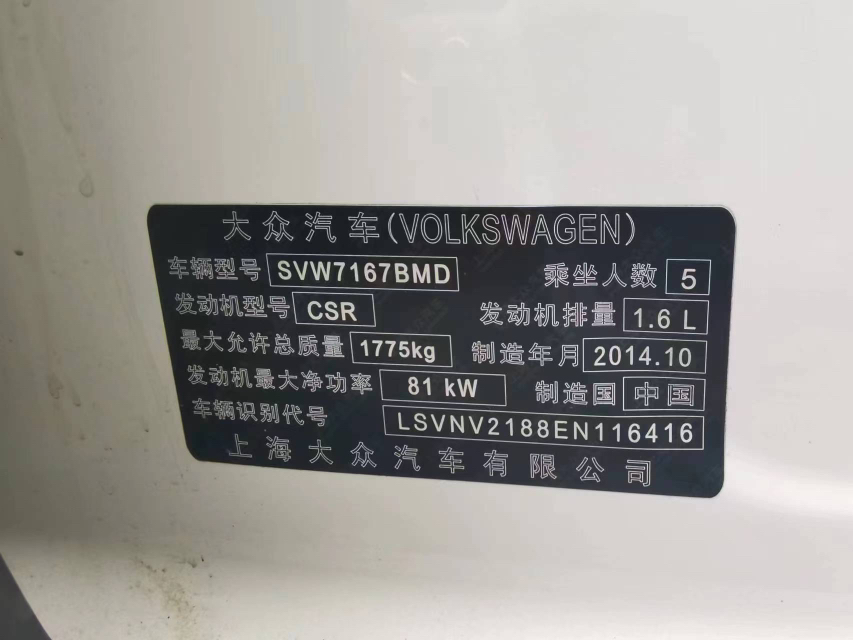 大众汽车(VOLKSWAGEN)
车辆型号 SVW7167BMD 乘坐人数 5
发动机型号 CSR 发动机排量 1.6 L
最大允许总质量 1775kg 制造年月 2014.10
发动机最大净功率 81 kW 制造国 中国
车辆识别代号 LSVNV2188EN116416
上海大众汽车有限公司